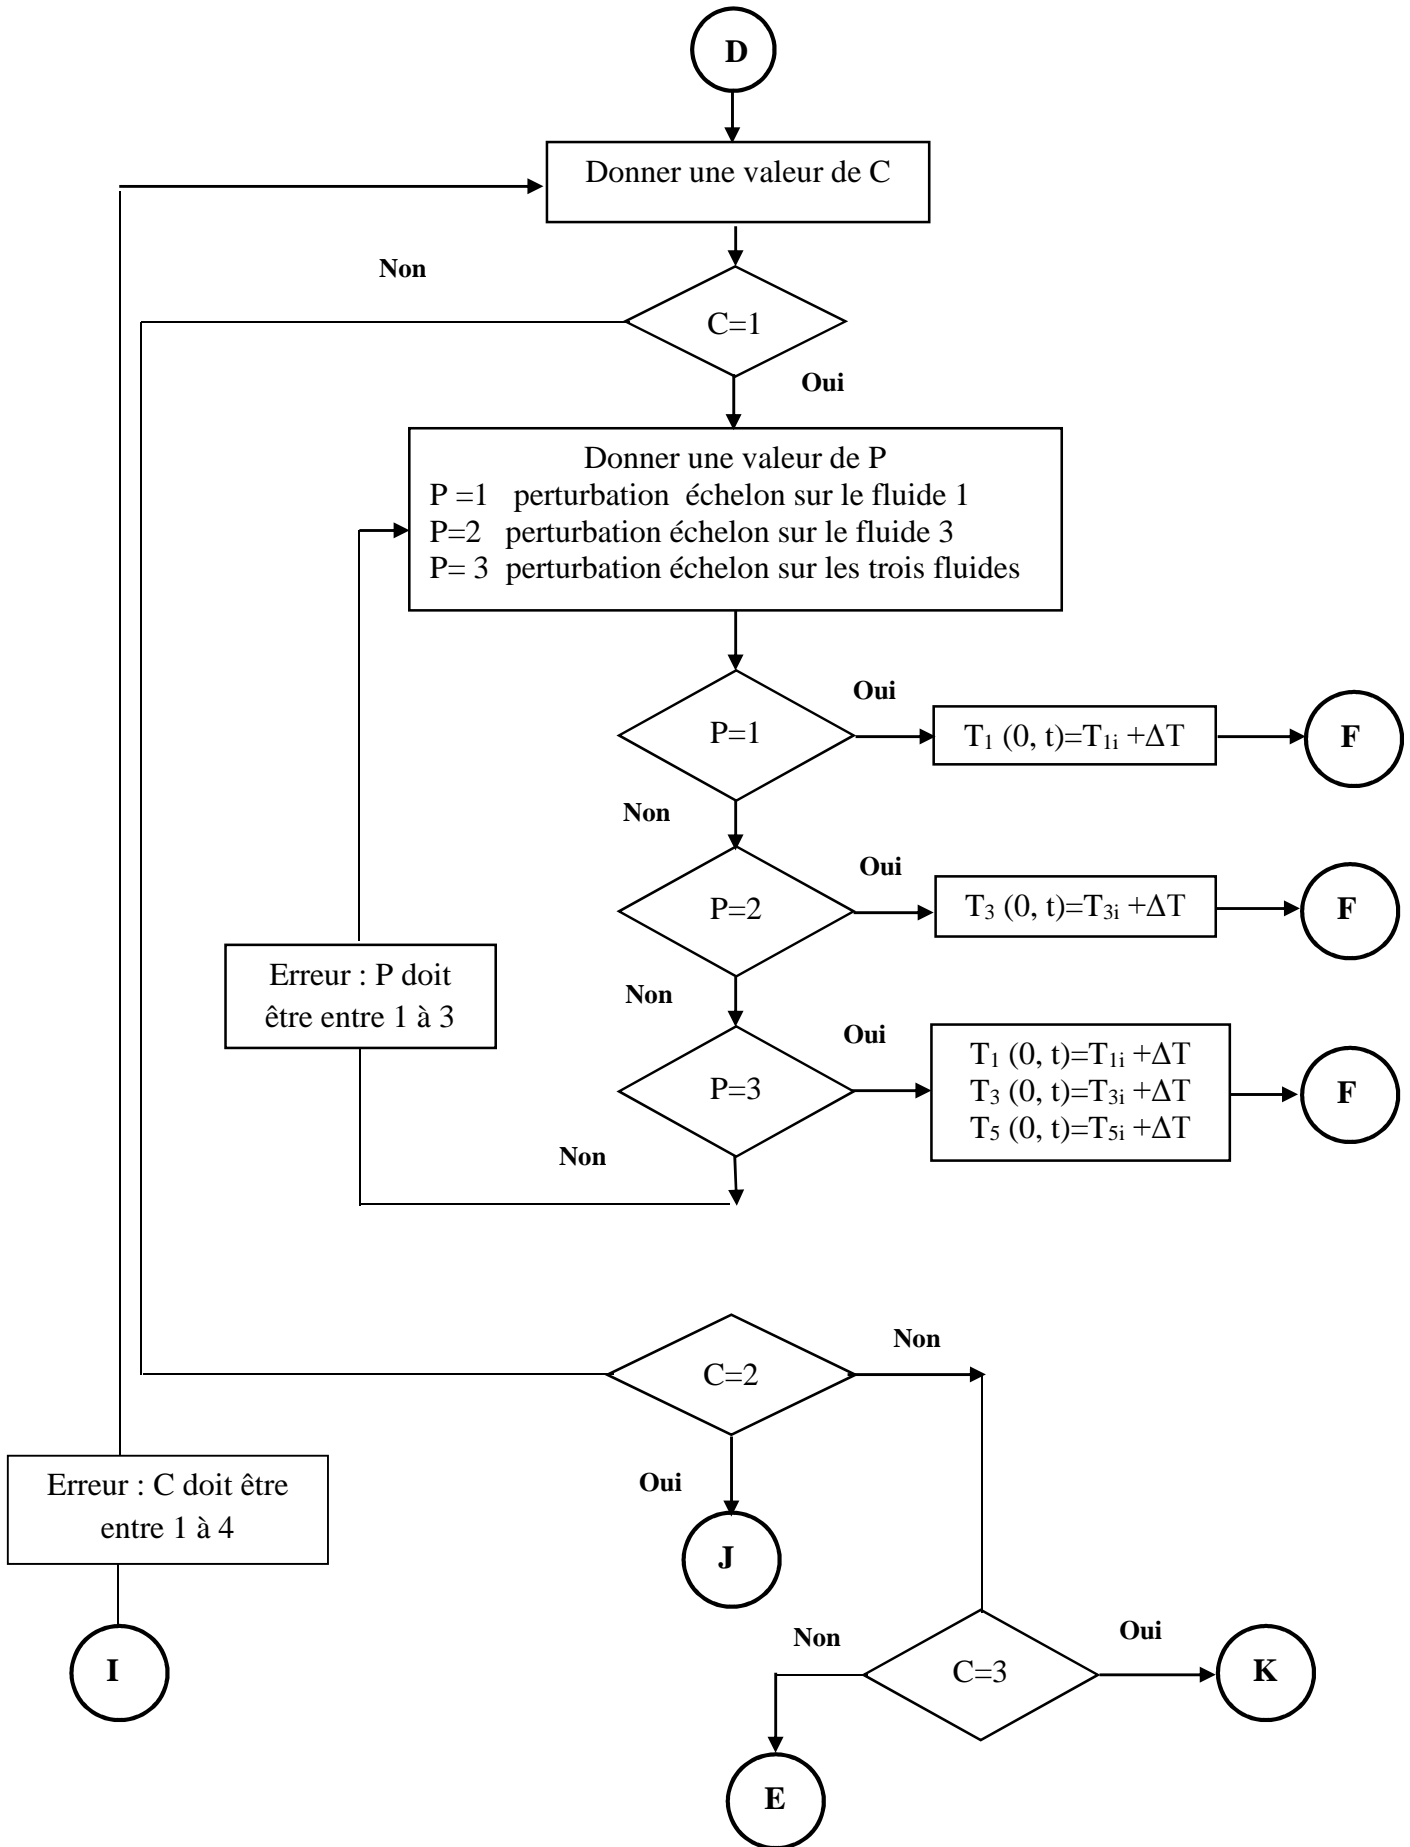 D
Donner une valeur de C
Non
C=1
Oui
Donner une valeur de P
P =1 perturbation échelon sur le fluide 1
P=2 perturbation échelon sur le fluide 3
P= 3 perturbation échelon sur les trois fluides
Oui
P=1
T1 (0, t)=T1i +ΔT
F
Non
Oui
P=2
T3 (0, t)=T3i +ΔT
F
Erreur : P doit
être entre 1 à 3
Non
Oui
P=3
T1 (0, t)=T1i +ΔT
T3 (0, t)=T3i +ΔT
T5 (0, t)=T5i +ΔT
F
Non
Non
C=2
Oui
Erreur : C doit être
entre 1 à 4
J
Non
Oui
I
C=3
K
E